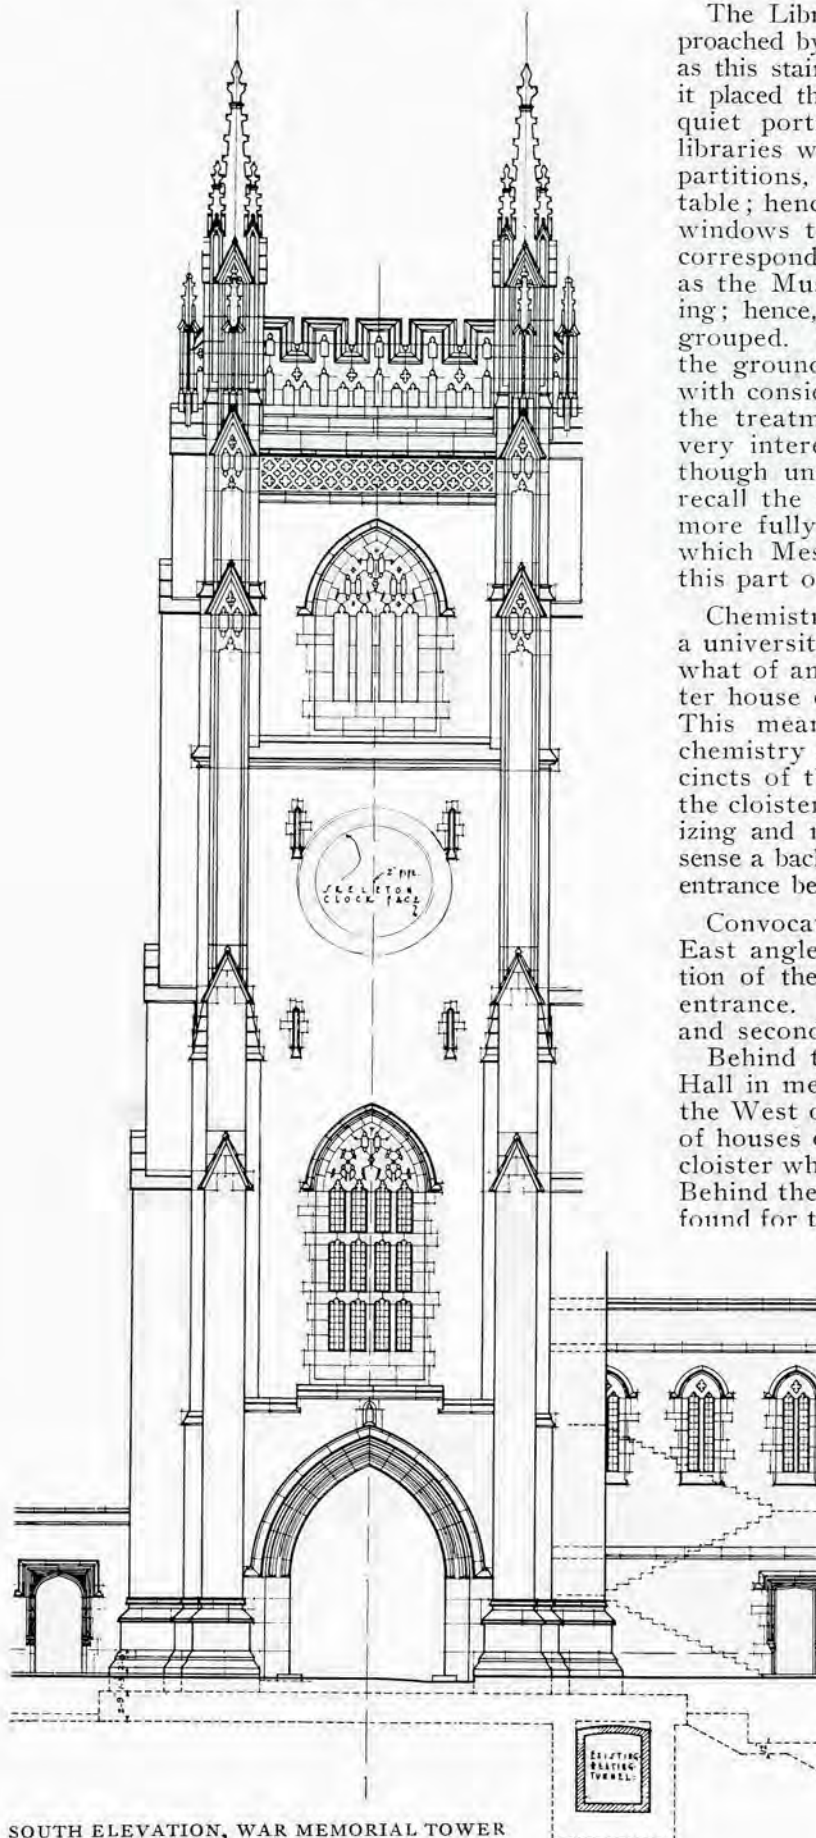 The Libr
proached by
as this stair
it placed th
quiet port
libraries w
partitions,
table; henc
windows t
correspond
as the Mu
ing; hence,
grouped.
the ground
with consid
the treatm
very intere
though un
recall the
more fully
which Mes
this part o
Chemistr
a universit
what of an
ter house
This mean
chemistry
cincts of t
the cloister
izing and r
sense a bac
entrance be
Convocat
East angle
tion of the
entrance.
and second
Behind t
Hall in me
the West o
of houses
cloister wh
Behind the
found for t
2" pipe.
SKELETON
CLOCK FACE
EXISTING
HEATING
TUNNEL
SOUTH ELEVATION, WAR MEMORIAL TOWER